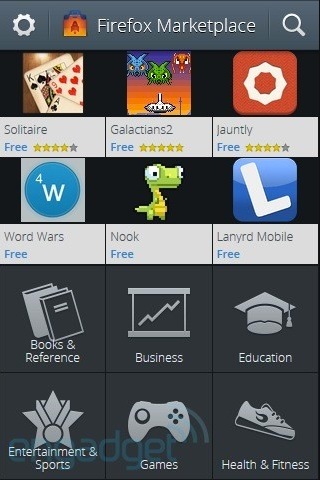 Firefox Marketplace
Solitaire
Free
Galactians2
Free
Jauntly
Free
4
W
L
Word Wars
Free
Nook
Free
Lanyrd Mobile
Free
Books &
Reference
Business
Education
Entertainment &
Sports
Games
Health & Fitness
engadget